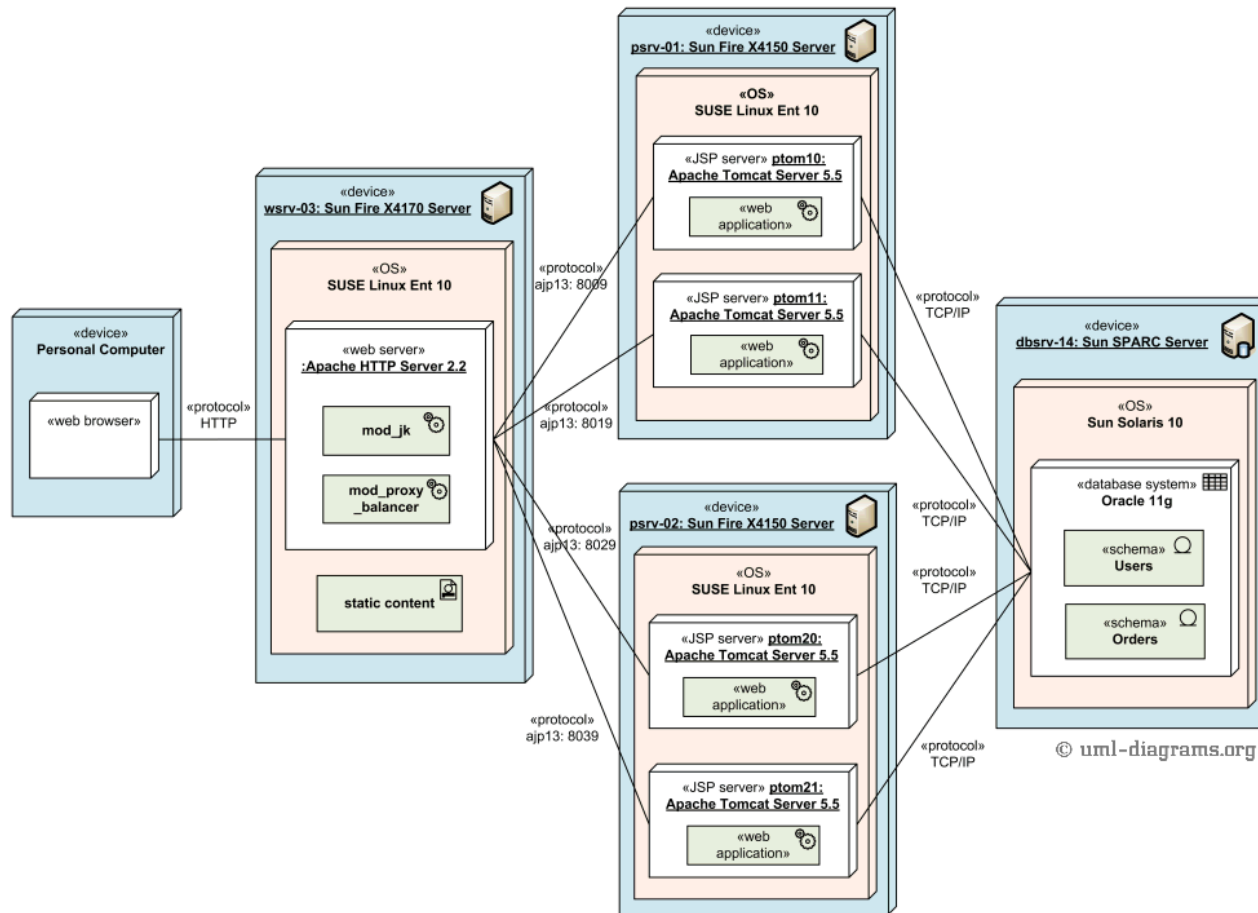 «device»
Personal Computer
«web browser»
«protocol»
HTTP
«device»
wsrv-03: Sun Fire X4170 Server
«OS»
SUSE Linux Ent 10
«web server»
:Apache HTTP Server 2.2
mod_jk
mod_proxy
_balancer
static content
«protocol»
ajp13: 8009
«protocol»
ajp13: 8019
«protocol»
ajp13: 8029
«protocol»
ajp13: 8039
«device»
psrv-01: Sun Fire X4150 Server
«OS»
SUSE Linux Ent 10
«JSP server» ptom10:
Apache Tomcat Server 5.5
«web
application»
«JSP server» ptom11:
Apache Tomcat Server 5.5
«web
application»
«device»
psrv-02: Sun Fire X4150 Server
«OS»
SUSE Linux Ent 10
«JSP server» ptom20:
Apache Tomcat Server 5.5
«web
application»
«JSP server» ptom21:
Apache Tomcat Server 5.5
«web
application»
«protocol»
TCP/IP
«protocol»
TCP/IP
«protocol»
TCP/IP
«protocol»
TCP/IP
«device»
dbsrv-14: Sun SPARC Server
«OS»
Sun Solaris 10
«database system»
Oracle 11g
«schema»
Users
«schema»
Orders
© uml-diagrams.org